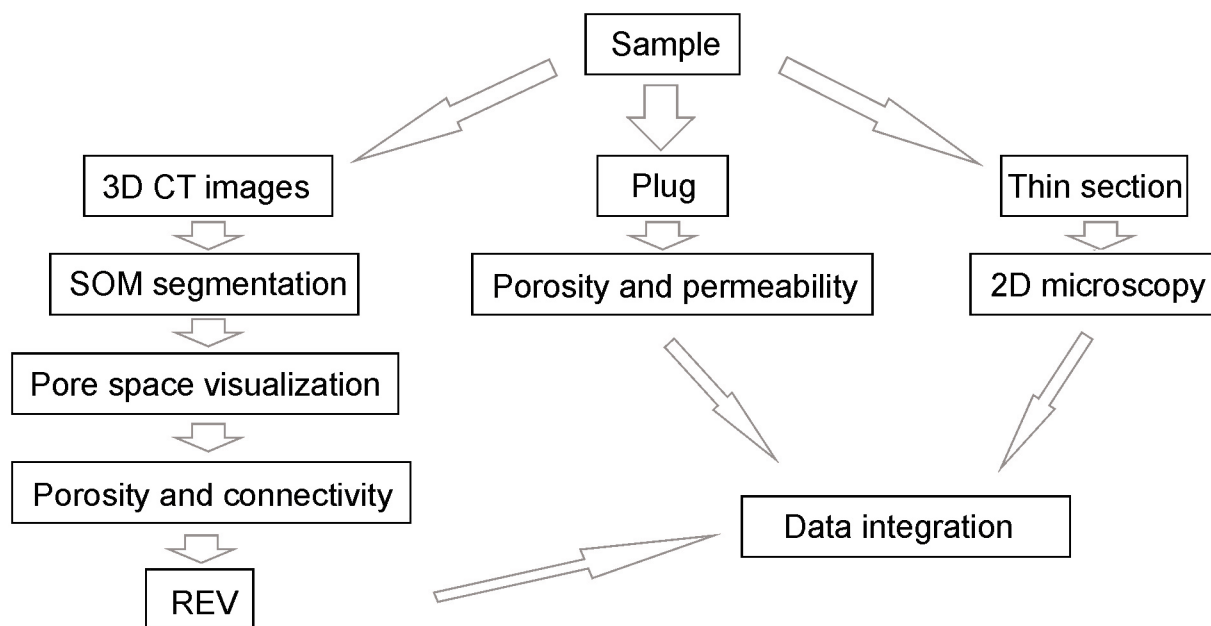 Sample
3D CT images
Plug
Thin section
SOM segmentation
Porosity and permeability
2D microscopy
Pore space visualization
Porosity and connectivity
Data integration
REV